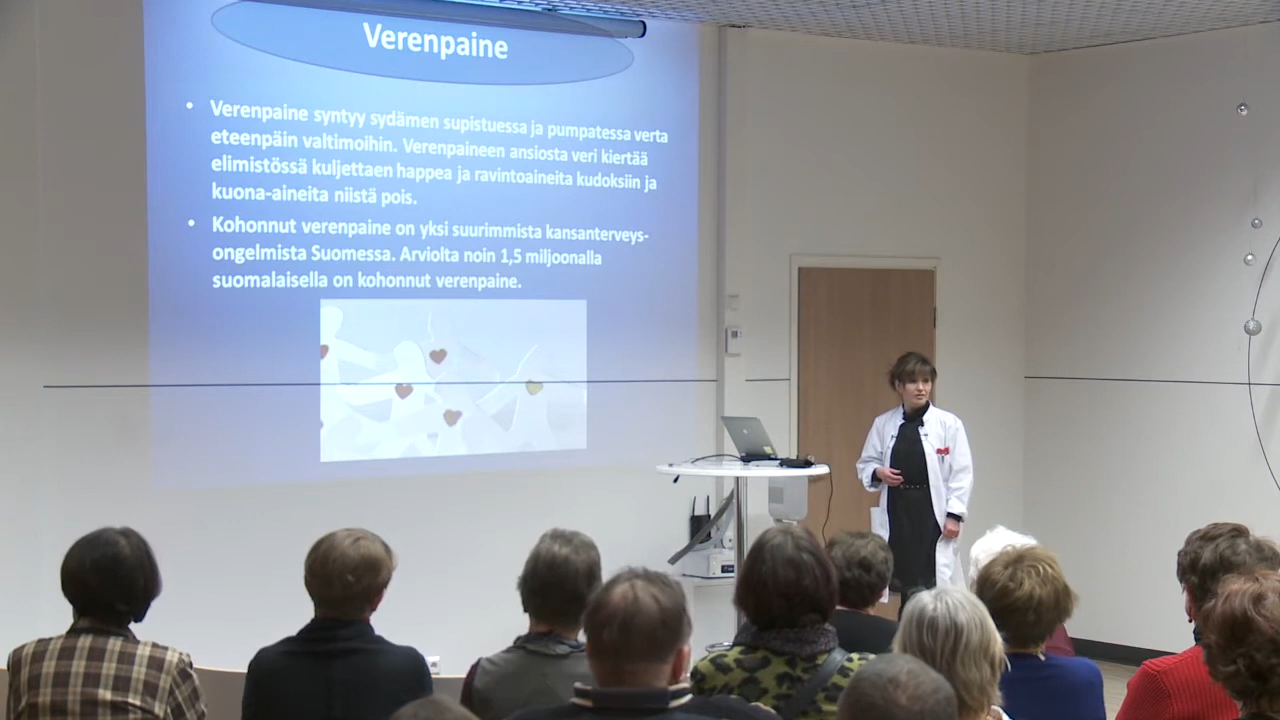 Verenpaine
• Verenpaine syntyy sydämen supistuessa ja pumpatessa verta
eteenpäin valtimoihin. Verenpaineen ansiosta veri kiertää
elimistössä kuljettaen happea ja ravintoaineita kudoksiin ja
kuona-aineita niistä pois.
• Kohonnut verenpaine on yksi suurimmista kansanterveys-
ongelmista Suomessa. Arviolta noin 1,5 miljoonalla
suomalaisella on kohonnut verenpaine.